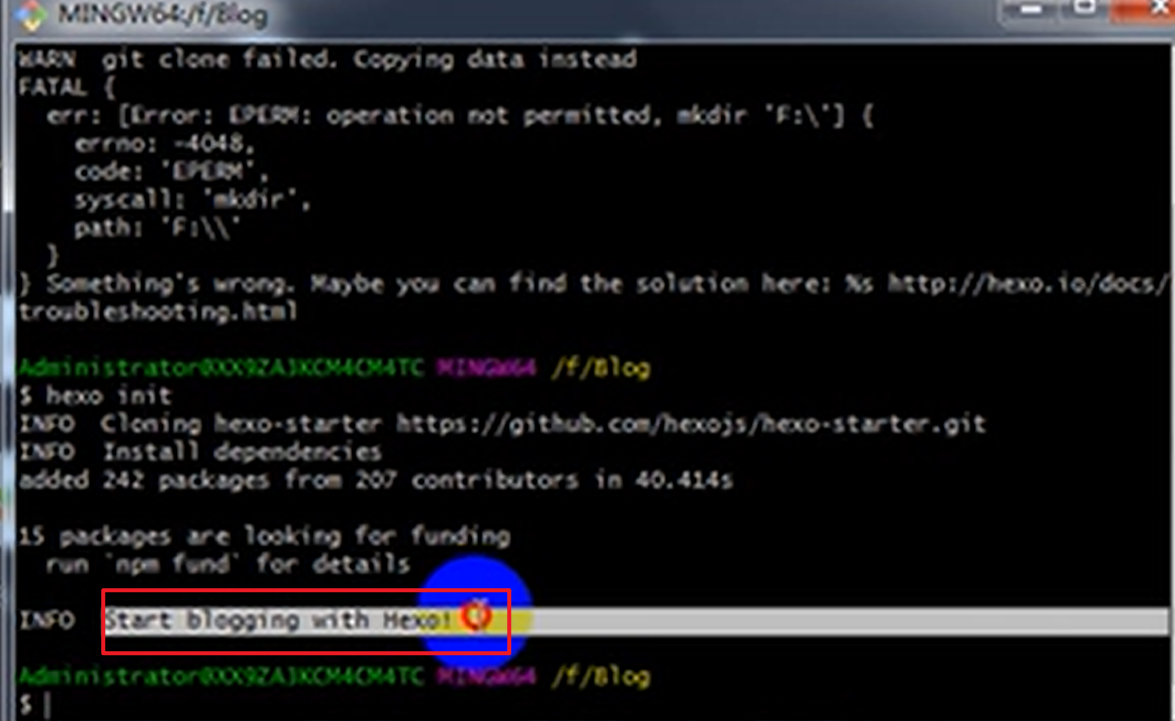 MINGW64:/f/Blog
WARN  git clone failed. Copying data instead
FATAL {
  err: [Error: EPERM: operation not permitted, mkdir 'F:\'] {
    errno: -4048,
    code: 'EPERM',
    syscall: 'mkdir',
    path: 'F:\\'
  }
} Something's wrong. Maybe you can find the solution here: %s http://hexo.io/docs/
troubleshooting.html
Administrator@XX9ZA3KCM4CM4TC MINGW64 /f/Blog
$ hexo init
INFO  Cloning hexo-starter https://github.com/hexojs/hexo-starter.git
INFO  Install dependencies
added 242 packages from 207 contributors in 40.414s
15 packages are looking for funding
  run `npm fund` for details
INFO  Start blogging with Hexo!
Administrator@XX9ZA3KCM4CM4TC MINGW64 /f/Blog
$